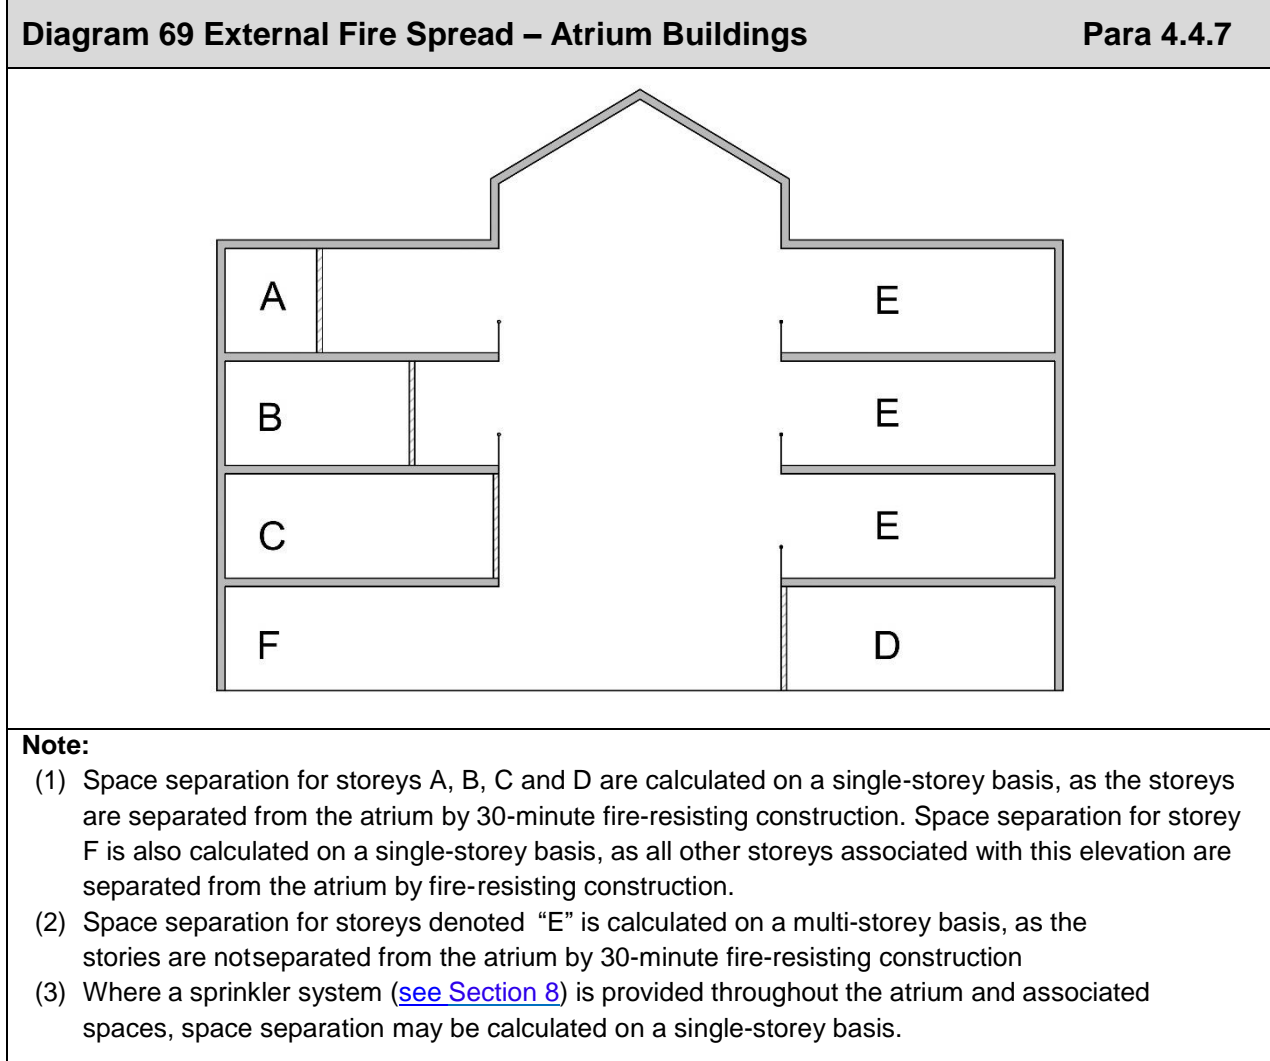 Diagram 69 External Fire Spread – Atrium Buildings Para 4.4.7
A E
B E
C E
F D
Note:
(1) Space separation for storeys A, B, C and D are calculated on a single-storey basis, as the storeys
are separated from the atrium by 30-minute fire-resisting construction. Space separation for storey
F is also calculated on a single-storey basis, as all other storeys associated with this elevation are
separated from the atrium by fire-resisting construction.
(2) Space separation for storeys denoted “E” is calculated on a multi-storey basis, as the
stories are notseparated from the atrium by 30-minute fire-resisting construction
(3) Where a sprinkler system (see Section 8) is provided throughout the atrium and associated
spaces, space separation may be calculated on a single-storey basis.